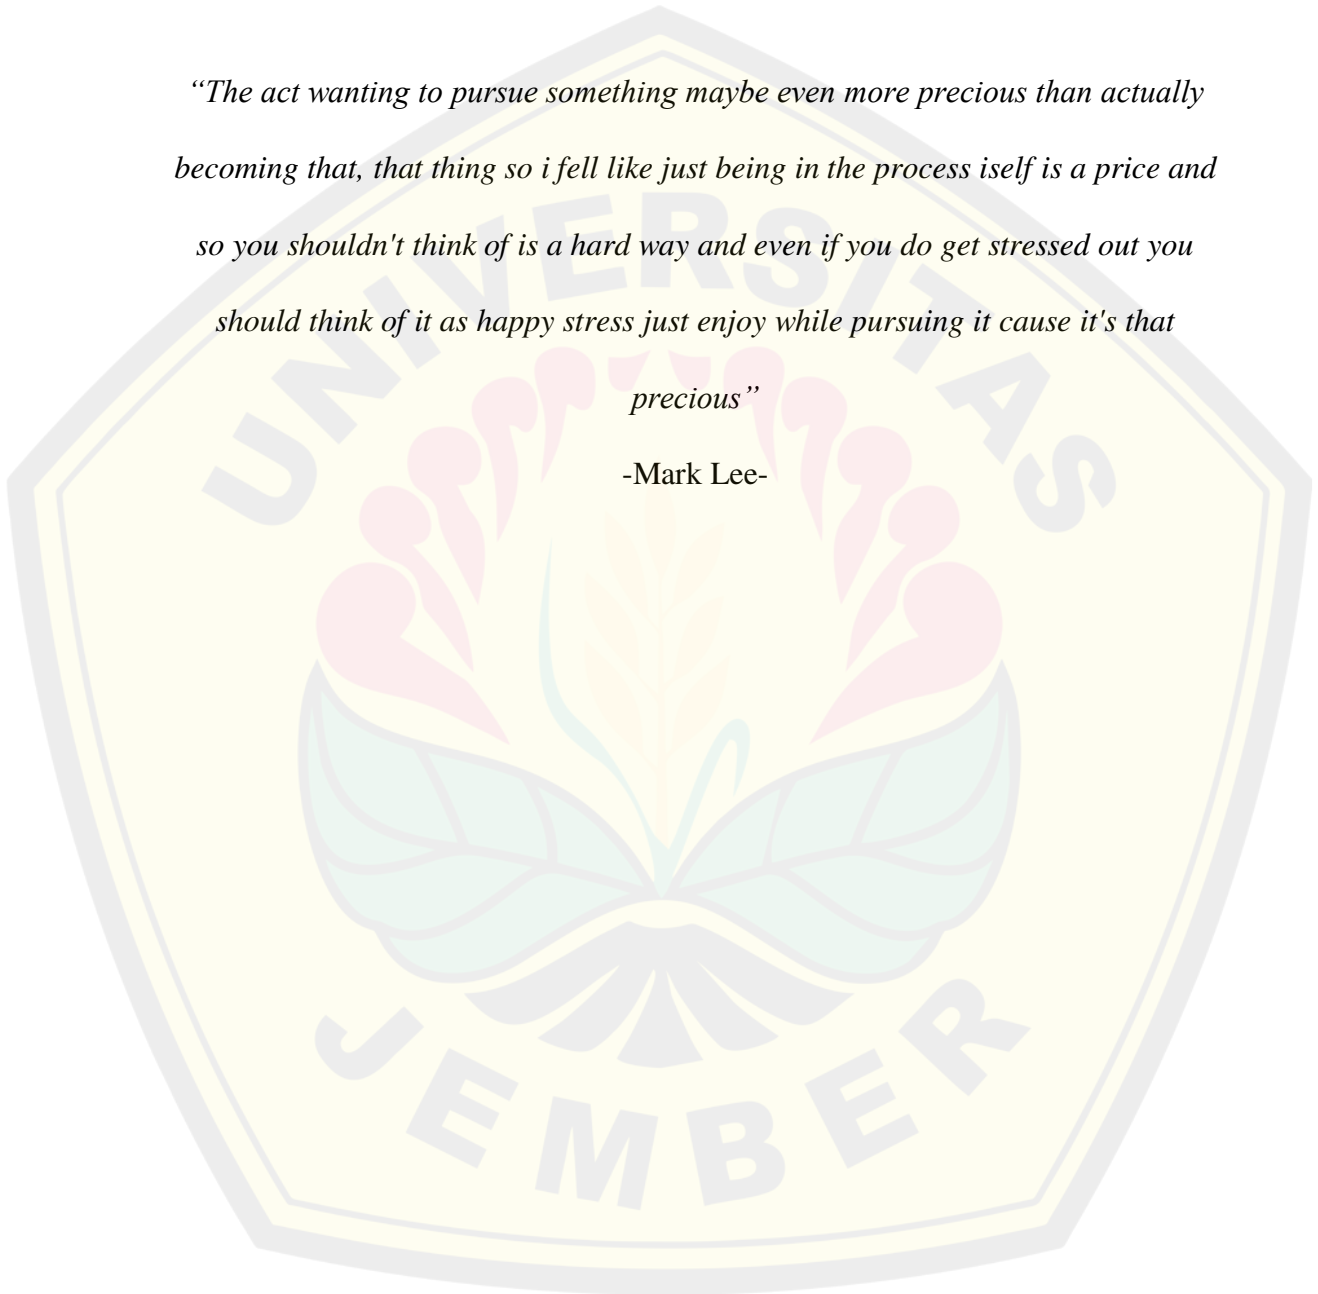 “The act wanting to pursue something maybe even more precious than actually
becoming that, that thing so i fell like just being in the process iself is a price and
so you shouldn't think of is a hard way and even if you do get stressed out you
should think of it as happy stress just enjoy while pursuing it cause it's that
precious”
-Mark Lee-
UNIVERSITAS
JEMBER